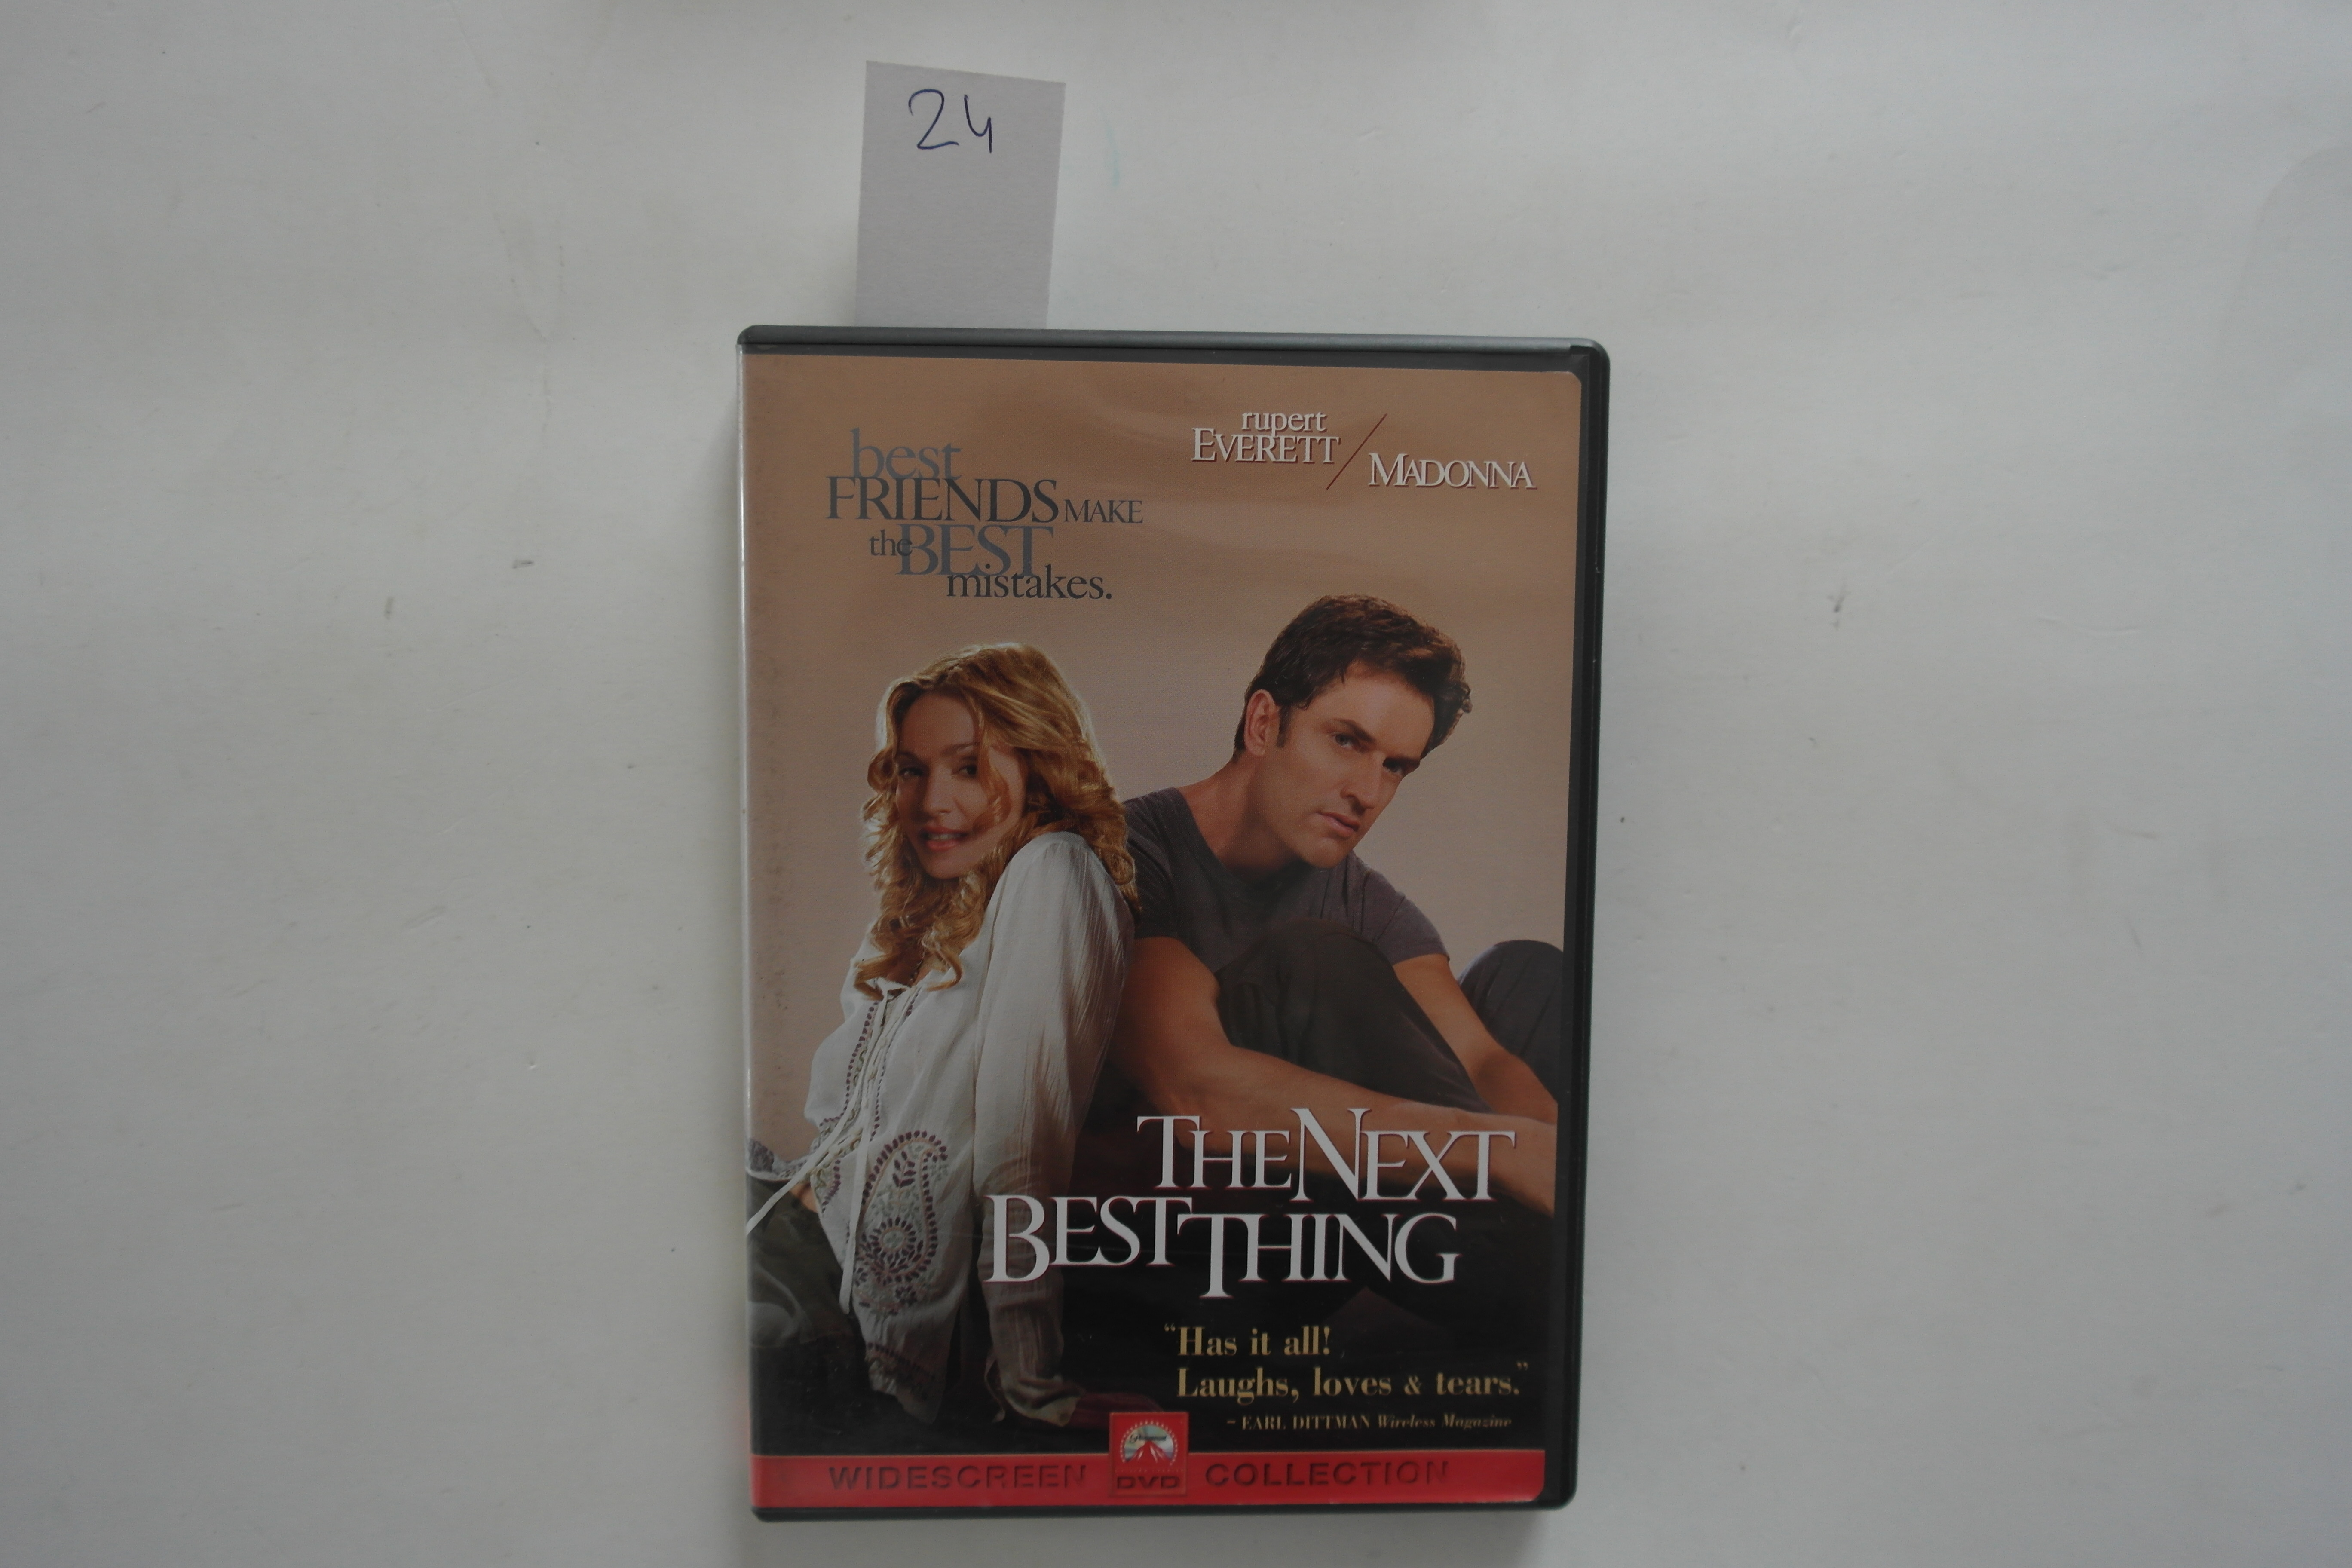 24
rupert
EVERETT / MADONNA
best
FRIENDS MAKE
the BEST
mistakes.
THE NEXT
BEST THING
"Has it all!
Laughs, loves & tears."
- EARL DITTMAN Wireless Magazine
WIDESCREEN DVD COLLECTION